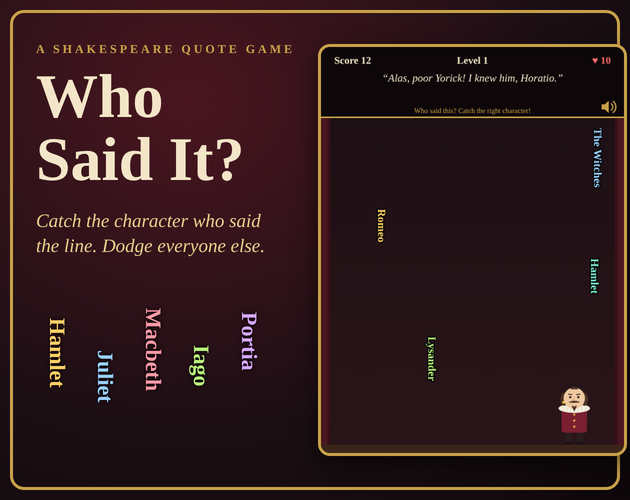 A SHAKESPEARE QUOTE GAME
Who
Said It?
Catch the character who said
the line. Dodge everyone else.
Hamlet
Juliet
Macbeth
Iago
Portia
Score 12
Level 1
♥ 10
“Alas, poor Yorick! I knew him, Horatio.”
Who said this? Catch the right character!
The Witches
Romeo
Hamlet
Lysander